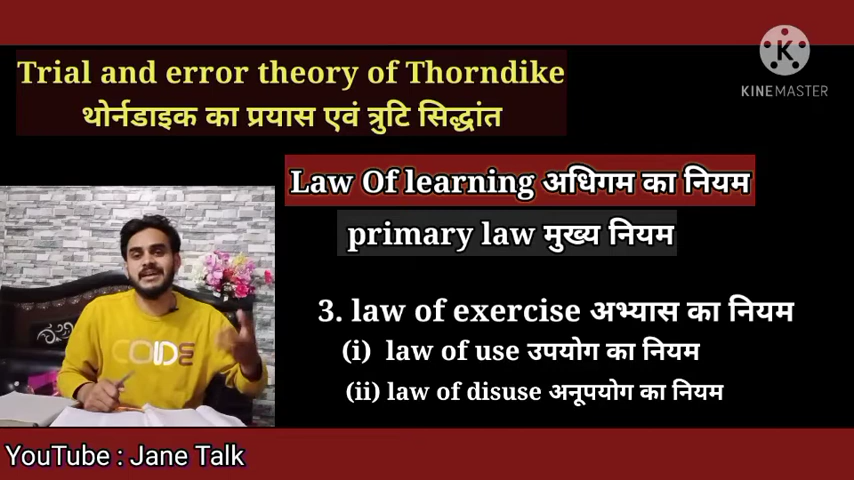 Trial and error theory of Thorndike
थोर्नडाइक का प्रयास एवं त्रुटि सिद्धांत
KINEMASTER
Law Of learning अधिगम का नियम
primary law मुख्य नियम
3. law of exercise अभ्यास का नियम
(i) law of use उपयोग का नियम
(ii) law of disuse अनूपयोग का नियम
CODE
YouTube : Jane Talk